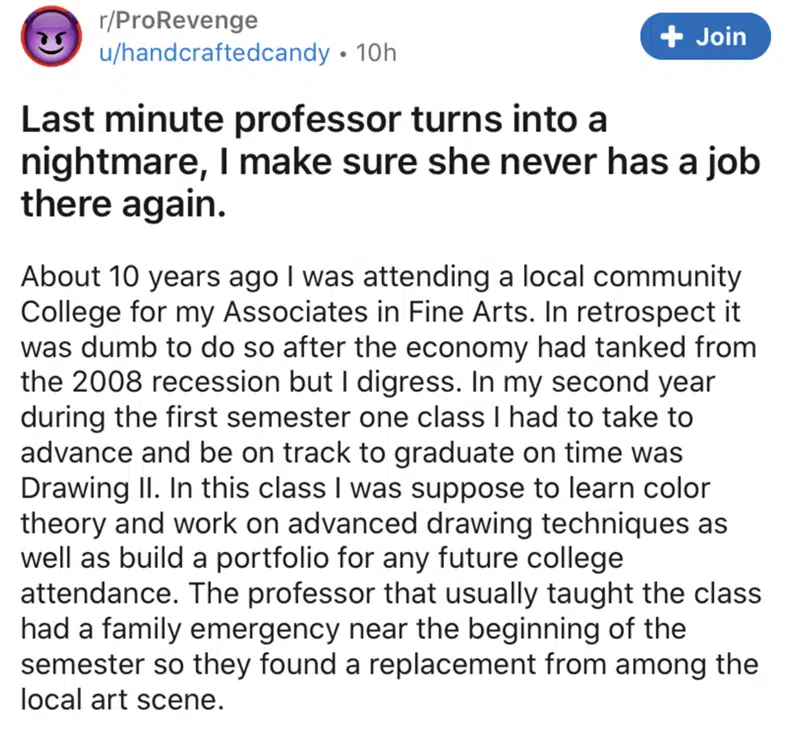 r/ProRevenge
u/handcraftedcandy • 10h
+ Join
Last minute professor turns into a
nightmare, I make sure she never has a job
there again.
About 10 years ago I was attending a local community
College for my Associates in Fine Arts. In retrospect it
was dumb to do so after the economy had tanked from
the 2008 recession but I digress. In my second year
during the first semester one class I had to take to
advance and be on track to graduate on time was
Drawing II. In this class I was suppose to learn color
theory and work on advanced drawing techniques as
well as build a portfolio for any future college
attendance. The professor that usually taught the class
had a family emergency near the beginning of the
semester so they found a replacement from among the
local art scene.